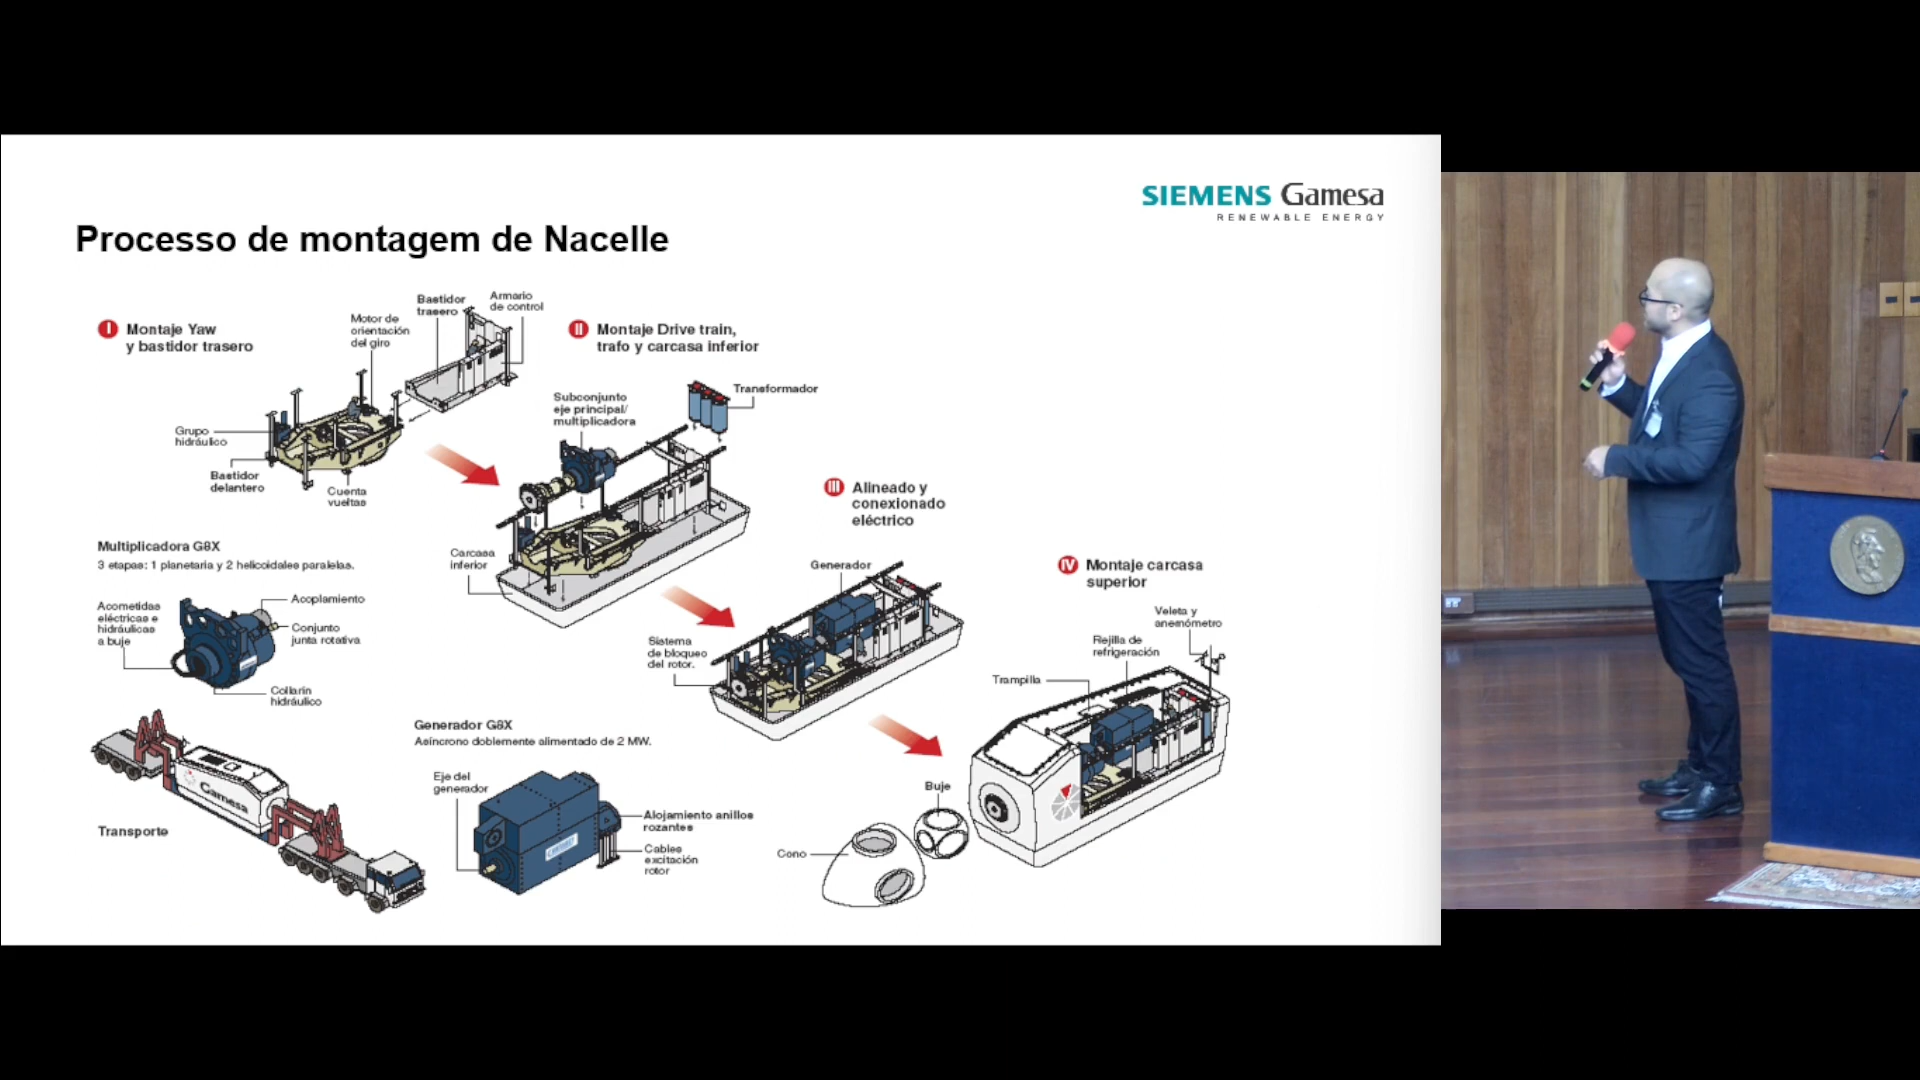 SIEMENS Gamesa
RENEWABLE ENERGY
Processo de montagem de Nacelle
I Montaje Yaw
y bastidor trasero
Motor de
orientación
del giro
Bastidor
trasero
Armario
de control
Grupo
hidráulico
Bastidor
delantero
Cuenta
vueltas
II Montaje Drive train,
trafo y carcasa inferior
Subconjunto
eje principal/
multiplicadora
Transformador
Carcasa
inferior
III Alineado y
conexionado
eléctrico
Generador
Sistema
de bloqueo
del rotor.
IV Montaje carcasa
superior
Veleta y
anemómetro
Rejilla de
refrigeración
Trampilla
Buje
Cono
Multiplicadora G8X
3 etapas: 1 planetaria y 2 helicoidales paralelas.
Acometidas
eléctricas e
hidráulicas
a buje
Acoplamiento
Conjunto
junta rotativa
Collarín
hidráulico
Gamesa
Transporte
Generador G8X
Asíncrono doblemente alimentado de 2 MW.
Eje del
generador
Alojamiento anillos
rozantes
Cables
excitación
rotor